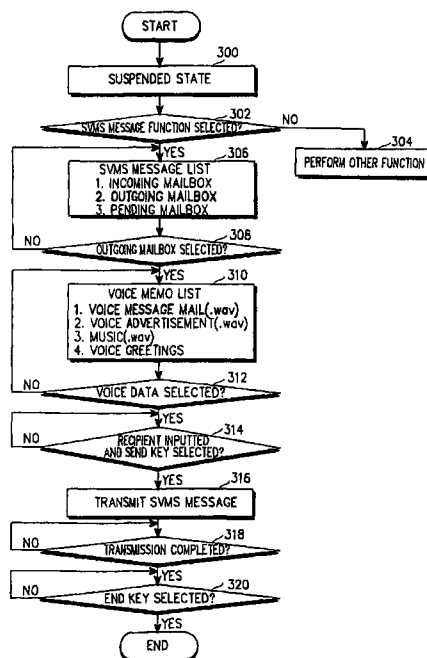 START
300
SUSPENDED STATE
302
SVMS MESSAGE FUNCTION SELECTED?
NO
YES
304
PERFORM OTHER FUNCTION
306
SVMS MESSAGE LIST
1. INCOMING MAILBOX
2. OUTGOING MAILBOX
3. PENDING MAILBOX
308
NO
OUTGOING MAILBOX SELECTED?
YES
310
VOICE MEMO LIST
1. VOICE MESSAGE MAIL(.wav)
2. VOICE ADVERTISEMENT(.wav)
3. MUSIC(.wav)
4. VOICE GREETINGS
312
NO
VOICE DATA SELECTED?
YES
314
NO
RECIPIENT INPUTTED
AND SEND KEY SELECTED?
YES
316
TRANSMIT SVMS MESSAGE
318
NO
TRANSMISSION COMPLETED?
YES
320
NO
END KEY SELECTED?
YES
END